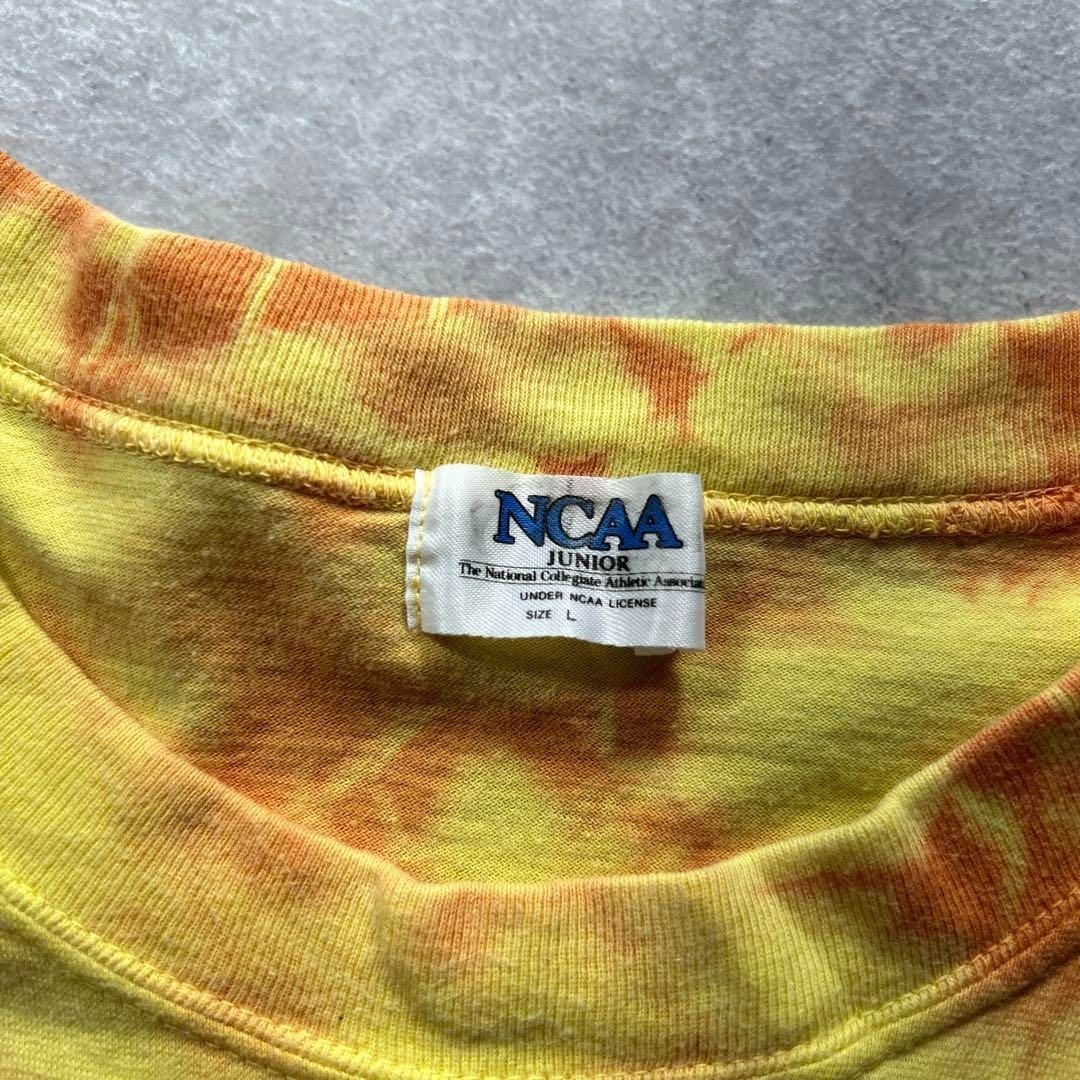 NCAA
JUNIOR
The National Collegiate Athletic Associat
UNDER NCAA LICENSE
SIZE L